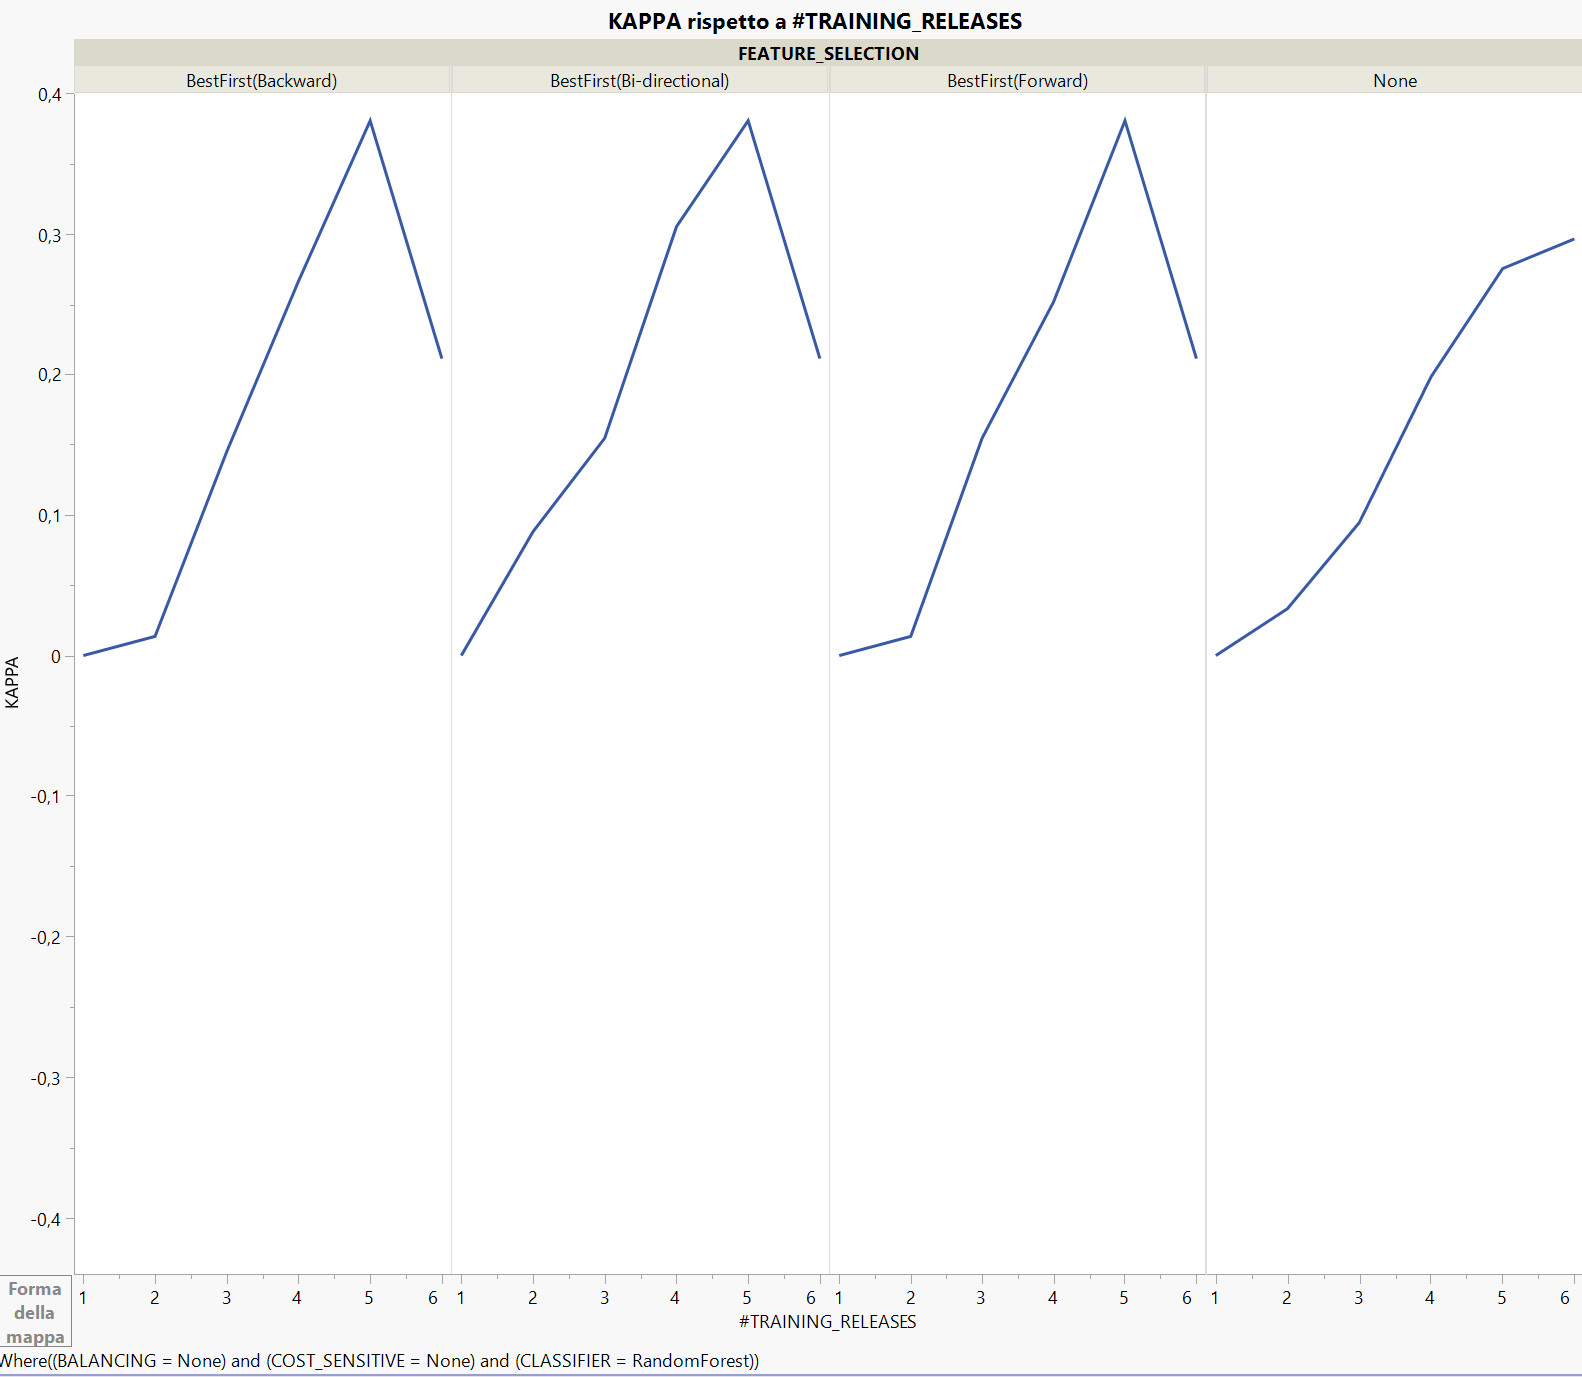 KAPPA rispetto a #TRAINING_RELEASES
FEATURE_SELECTION
BestFirst(Backward) BestFirst(Bi-directional) BestFirst(Forward) None
0,4
0,3
0,2
0,1
0
-0,1
-0,2
-0,3
-0,4
KAPPA
1 2 3 4 5 6 1 2 3 4 5 6 1 2 3 4 5 6 1 2 3 4 5 6
#TRAINING_RELEASES
Forma
della
mappa
Where((BALANCING = None) and (COST_SENSITIVE = None) and (CLASSIFIER = RandomForest))